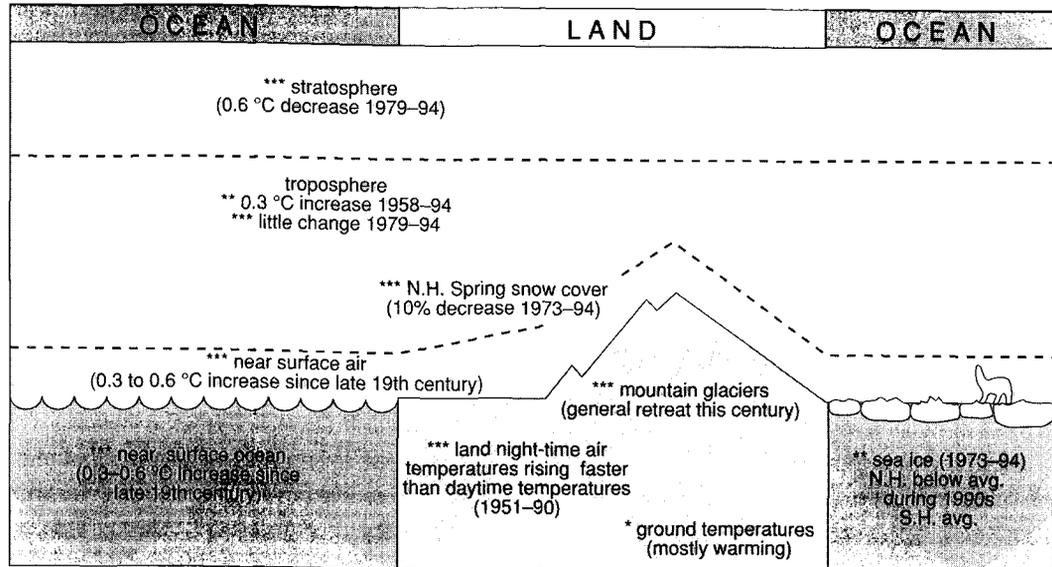 OCEAN
LAND
OCEAN
*** stratosphere
(0.6 °C decrease 1979–94)
troposphere
** 0.3 °C increase 1958–94
*** little change 1979–94
*** N.H. Spring snow cover
(10% decrease 1973–94)
*** near surface air
(0.3 to 0.6 °C increase since late 19th century)
*** mountain glaciers
(general retreat this century)
*** near surface ocean
(0.3–0.6 °C increase since
late 19th century)
*** land night-time air
temperatures rising faster
than daytime temperatures
(1951–90)
* ground temperatures
(mostly warming)
** sea ice (1973–94)
N.H. below avg.
during 1990s
S.H. avg.